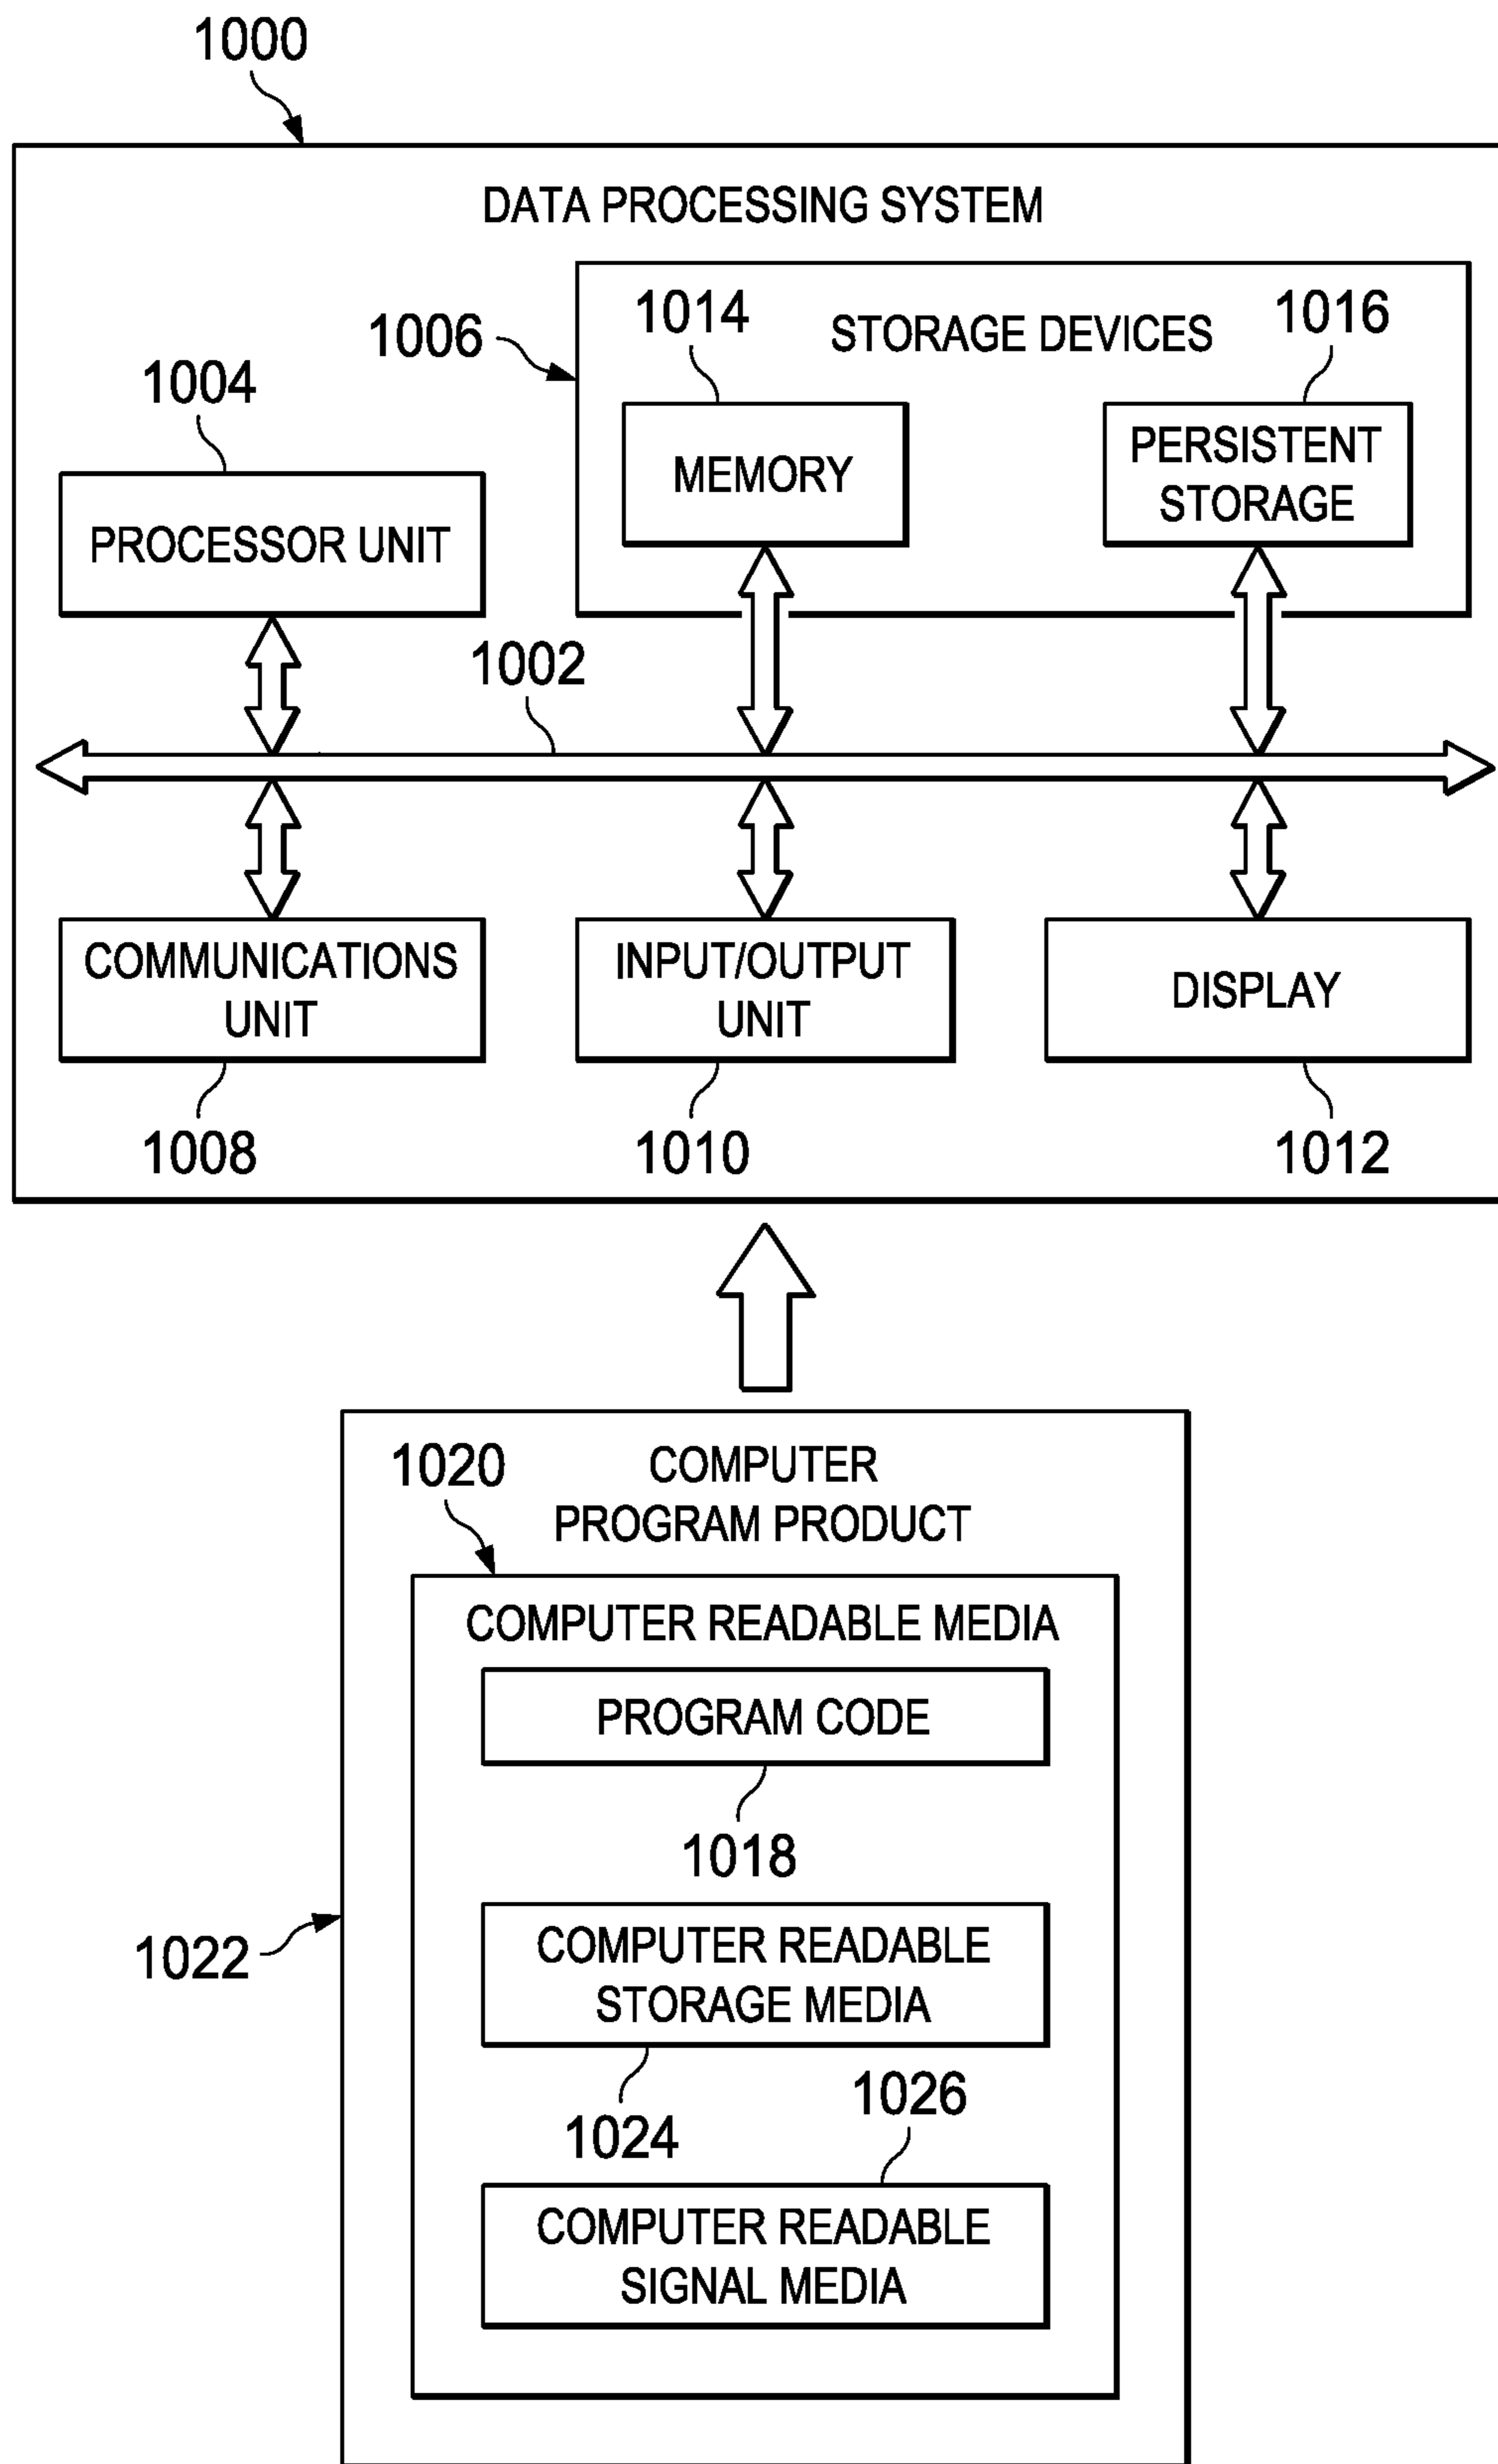 1000
DATA PROCESSING SYSTEM
1006
1014
STORAGE DEVICES
1016
1004
MEMORY
PERSISTENT
STORAGE
PROCESSOR UNIT
1002
COMMUNICATIONS
UNIT
INPUT/OUTPUT
UNIT
DISPLAY
1008
1010
1012
1020
COMPUTER
PROGRAM PRODUCT
COMPUTER READABLE MEDIA
PROGRAM CODE
1018
1022
COMPUTER READABLE
STORAGE MEDIA
1024
1026
COMPUTER READABLE
SIGNAL MEDIA